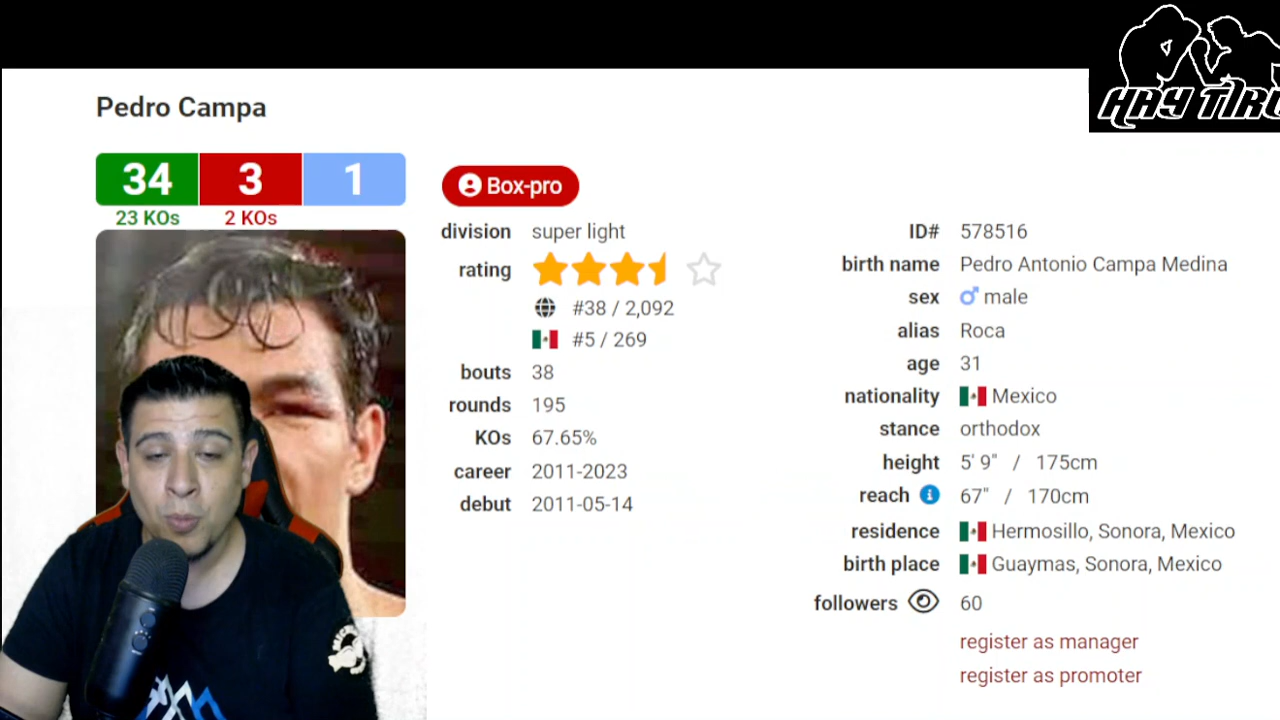 HAY TIR
Pedro Campa
34 3 1
23 KOs 2 KOs
Box-pro
division super light
rating
#38 / 2,092
#5 / 269
bouts 38
rounds 195
KOs 67.65%
career 2011-2023
debut 2011-05-14
ID# 578516
birth name Pedro Antonio Campa Medina
sex male
alias Roca
age 31
nationality Mexico
stance orthodox
height 5' 9" / 175cm
reach 67" / 170cm
residence Hermosillo, Sonora, Mexico
birth place Guaymas, Sonora, Mexico
followers 60
register as manager
register as promoter